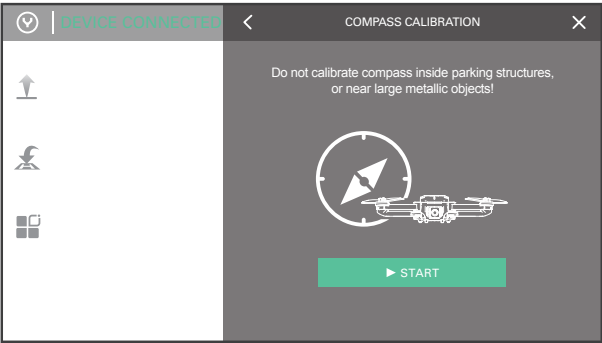 DEVICE CONNECTED
COMPASS CALIBRATION
Do not calibrate compass inside parking structures,
or near large metallic objects!
START